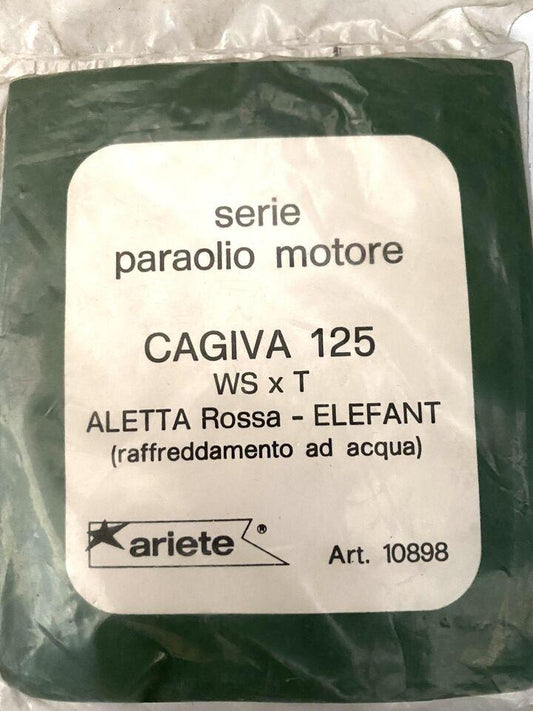 serie
paraolio motore
CAGIVA 125
WS x T
ALETTA Rossa - ELEFANT
(raffreddamento ad acqua)
ariete ®
Art. 10898